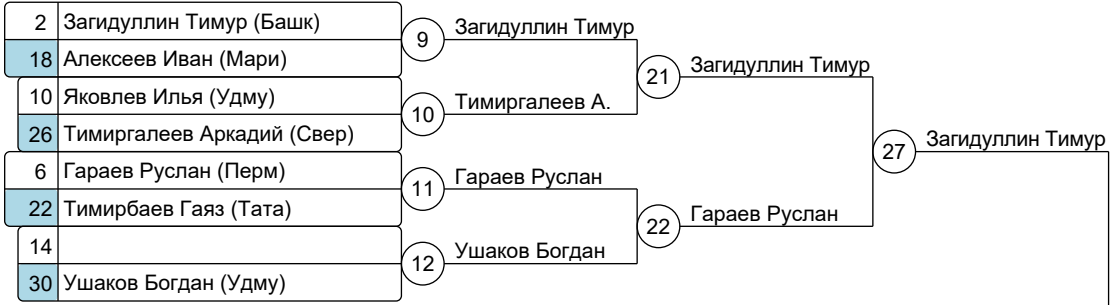 2 Загидуллин Тимур (Башк)
18 Алексеев Иван (Мари)
10 Яковлев Илья (Удму)
26 Тимиргалеев Аркадий (Свер)
6 Гараев Руслан (Перм)
22 Тимирбаев Гаяз (Тата)
14
30 Ушаков Богдан (Удму)
9 Загидуллин Тимур
10 Тимиргалеев А.
11 Гараев Руслан
12 Ушаков Богдан
21 Загидуллин Тимур
22 Гараев Руслан
27 Загидуллин Тимур